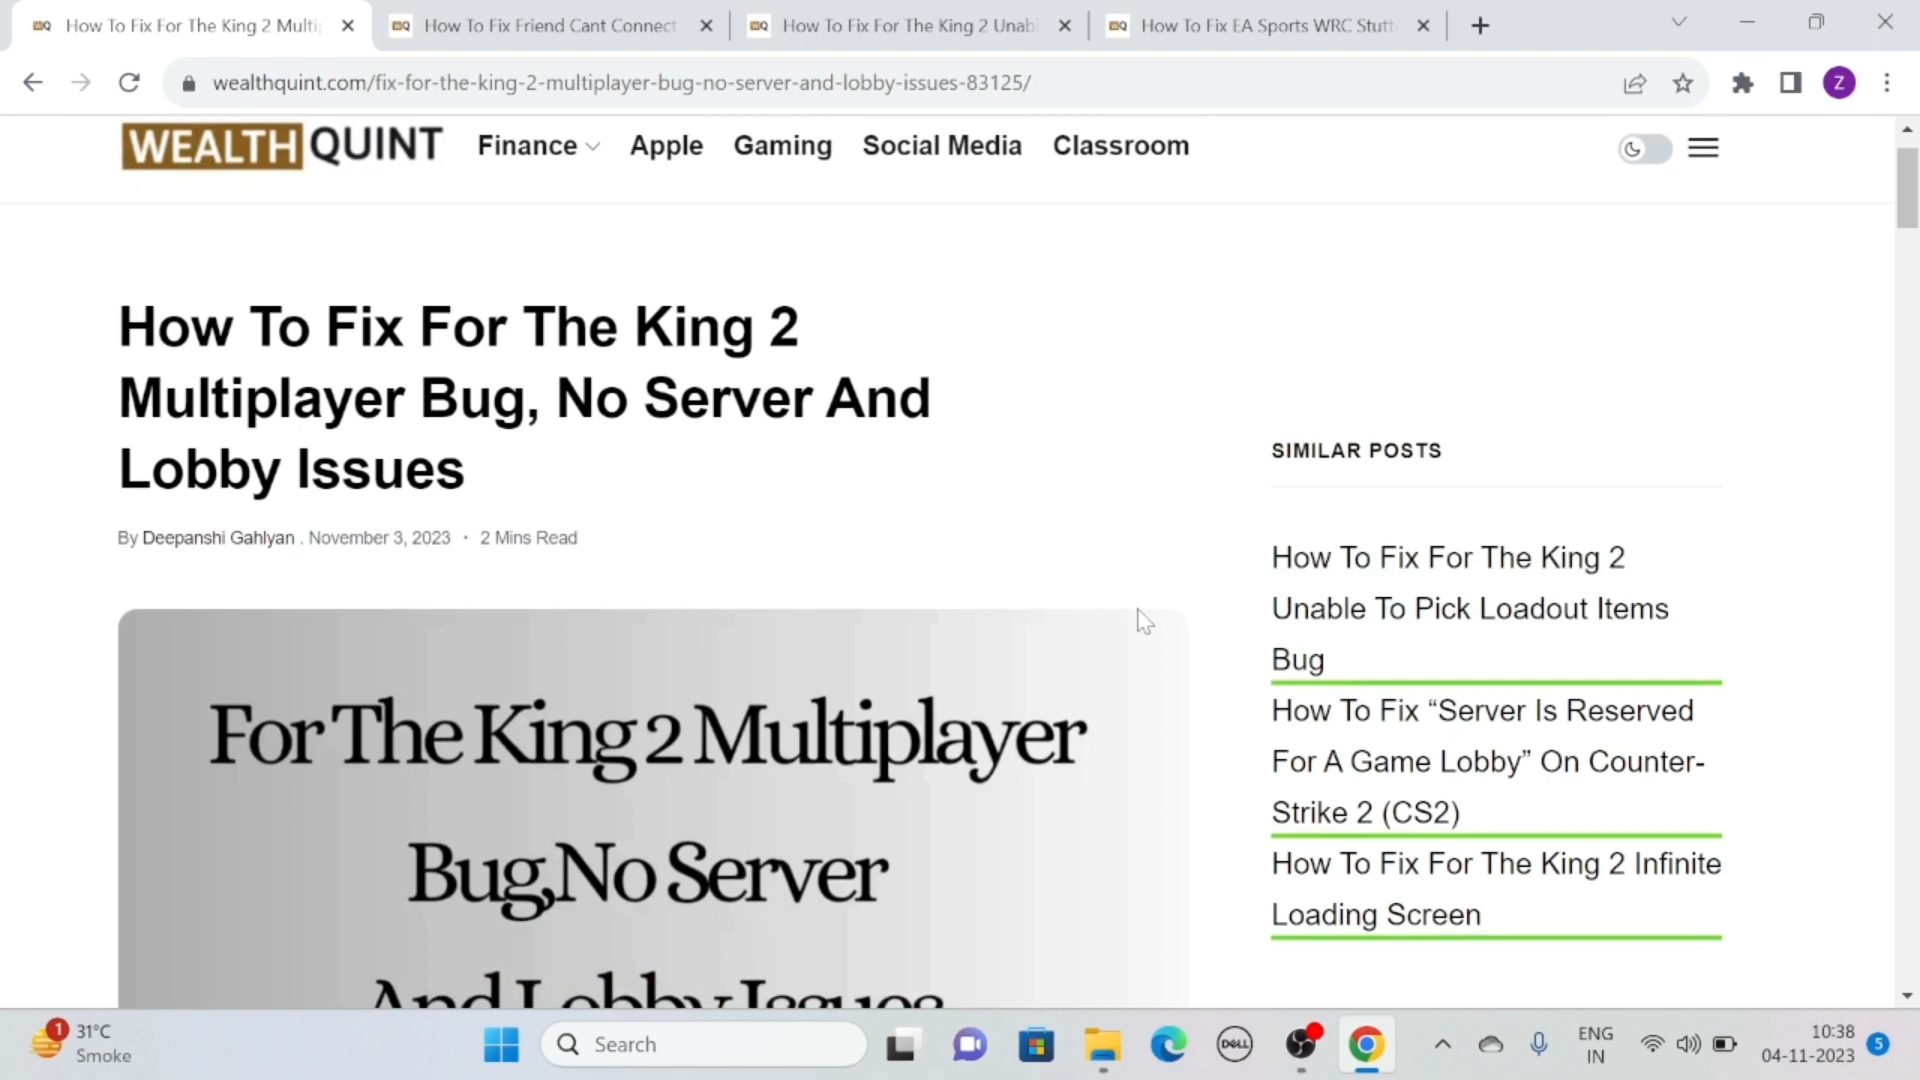 How To Fix For The King 2 Multip
How To Fix Friend Cant Connect
How To Fix For The King 2 Unab
How To Fix EA Sports WRC Stutt
wealthquint.com/fix-for-the-king-2-multiplayer-bug-no-server-and-lobby-issues-83125/
Z
WEALTH QUINT
Finance
Apple
Gaming
Social Media
Classroom
How To Fix For The King 2
Multiplayer Bug, No Server And
Lobby Issues
By Deepanshi Gahlyan . November 3, 2023 • 2 Mins Read
For The King 2 Multiplayer
Bug,No Server
And Lobby Issues
SIMILAR POSTS
How To Fix For The King 2
Unable To Pick Loadout Items
Bug
How To Fix “Server Is Reserved
For A Game Lobby” On Counter-
Strike 2 (CS2)
How To Fix For The King 2 Infinite
Loading Screen
1
31°C
Smoke
Search
DELL
ENG
IN
10:38
04-11-2023
5